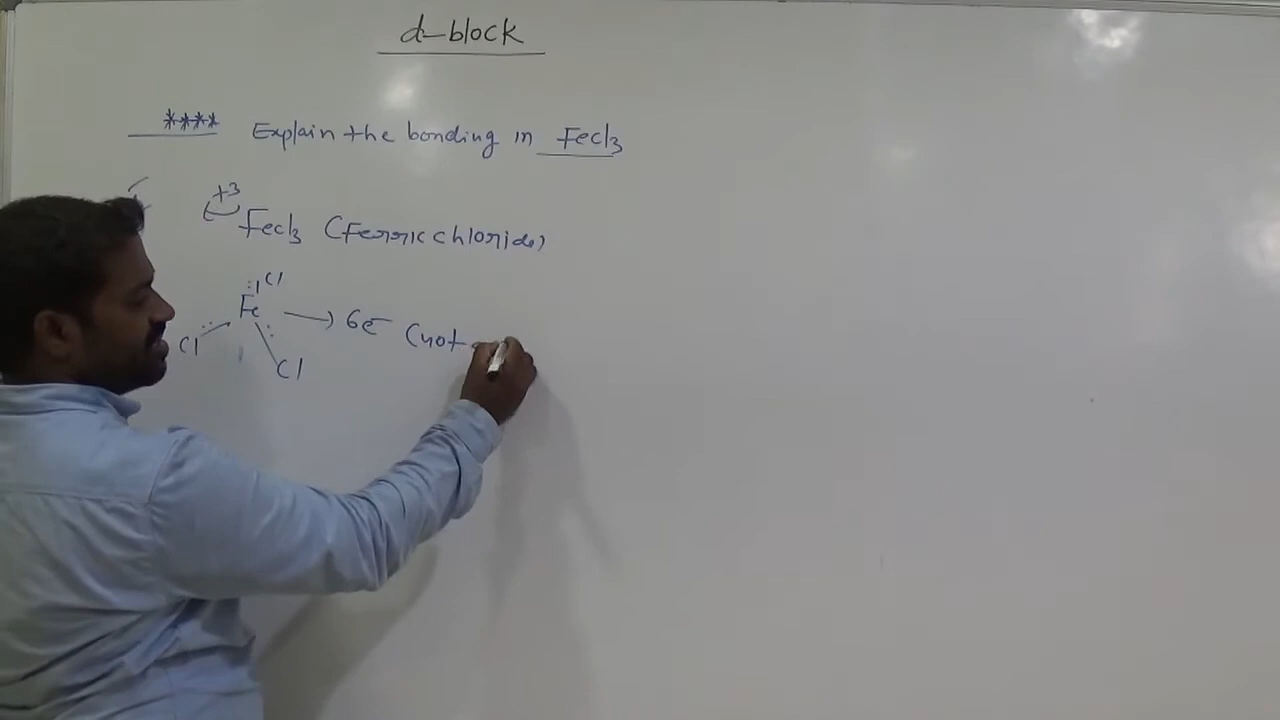 d-block
**** Explain the bonding in FeCl3
+3
FeCl3 (Ferric chloride)
Cl
Fe → 6e⁻ (not
Cl
Cl